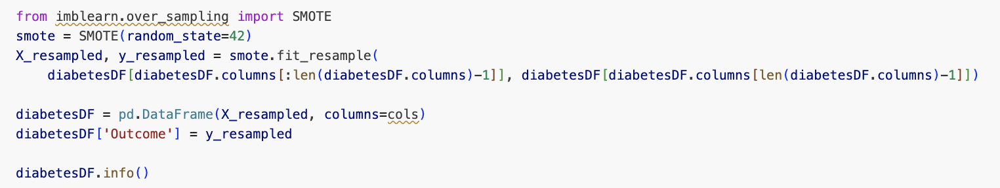 from imblearn.over_sampling import SMOTE
smote = SMOTE(random_state=42)
X_resampled, y_resampled = smote.fit_resample(
    diabetesDF[diabetesDF.columns[:len(diabetesDF.columns)-1]], diabetesDF[diabetesDF.columns[len(diabetesDF.columns)-1]])
diabetesDF = pd.DataFrame(X_resampled, columns=cols)
diabetesDF['Outcome'] = y_resampled
diabetesDF.info()